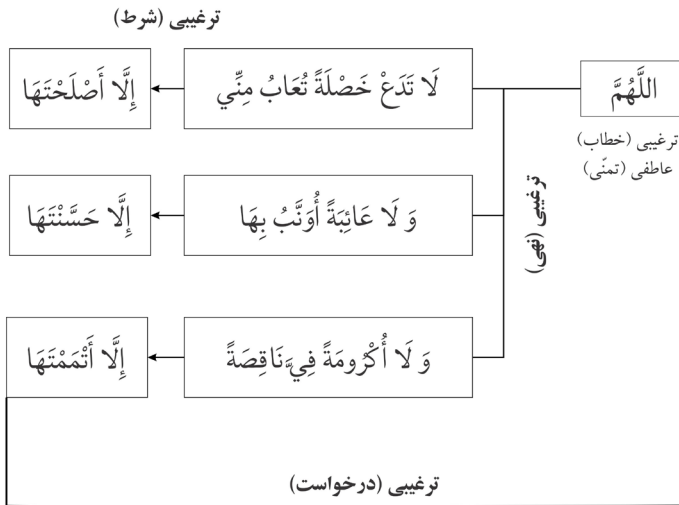 ترغیبی (شرط)
اللَّهُمَّ
لَا تَدَعْ خَصْلَةً تُعَابُ مِنِّي
إِلَّا أَصْلَحْتَهَا
ترغیبی (خطاب)
عاطفی (تمنّی)
ترغیبی (نهی)
وَ لَا عَائِبَةً أُوَنَّبُ بِهَا
إِلَّا حَسَّنْتَهَا
وَ لَا أُكْرُومَةً فِيَّ نَاقِصَةً
إِلَّا أَتْمَمْتَهَا
ترغیبی (درخواست)